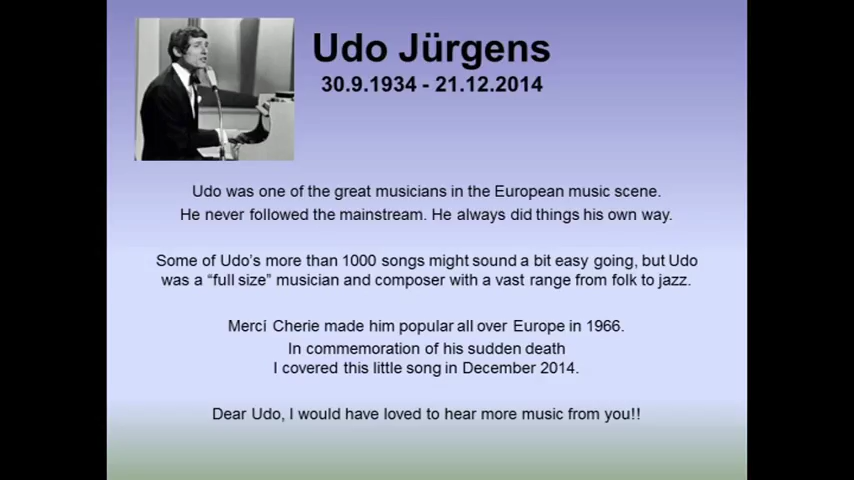 Udo Jürgens
30.9.1934 - 21.12.2014
Udo was one of the great musicians in the European music scene.
He never followed the mainstream. He always did things his own way.
Some of Udo's more than 1000 songs might sound a bit easy going, but Udo
was a “full size” musician and composer with a vast range from folk to jazz.
Mercí Cherie made him popular all over Europe in 1966.
In commemoration of his sudden death
I covered this little song in December 2014.
Dear Udo, I would have loved to hear more music from you!!